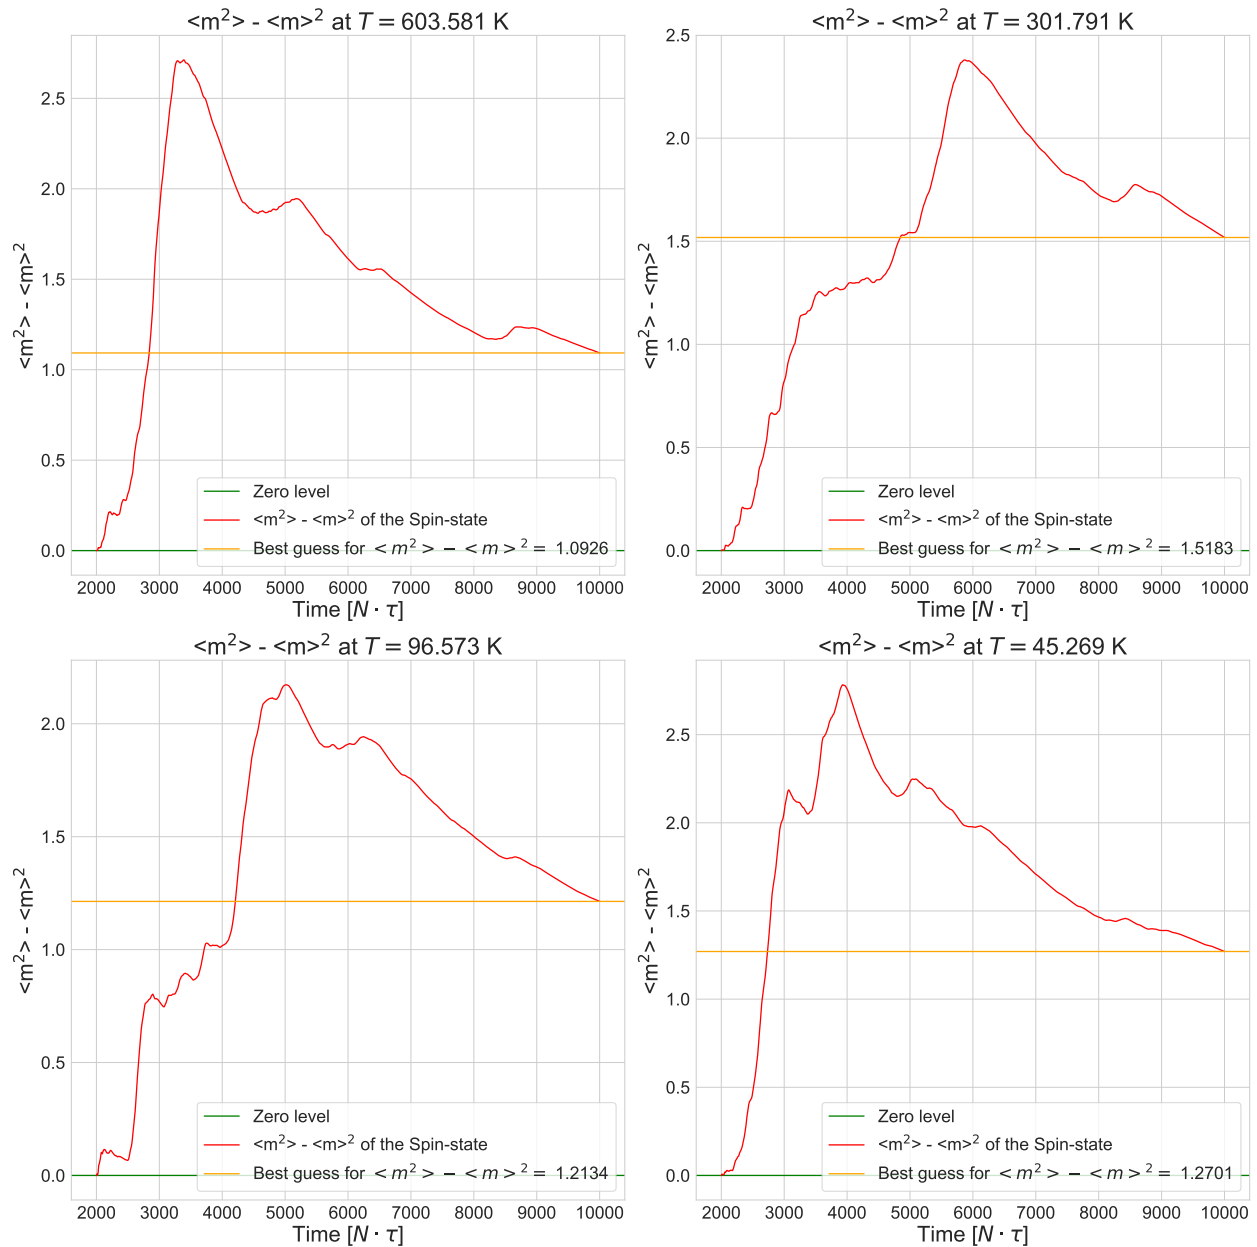 <m²> - <m>² at T = 603.581 K
<m²> - <m>²
2.5
2.0
1.5
1.0
0.5
0.0
Zero level
<m²> - <m>² of the Spin-state
Best guess for < m² > − < m > ² = 1.0926
2000 3000 4000 5000 6000 7000 8000 9000 10000
Time [N · τ]
<m²> - <m>² at T = 301.791 K
<m²> - <m>²
2.5
2.0
1.5
1.0
0.5
0.0
Zero level
<m²> - <m>² of the Spin-state
Best guess for < m² > − < m > ² = 1.5183
2000 3000 4000 5000 6000 7000 8000 9000 10000
Time [N · τ]
<m²> - <m>² at T = 96.573 K
<m²> - <m>²
2.0
1.5
1.0
0.5
0.0
Zero level
<m²> - <m>² of the Spin-state
Best guess for < m² > − < m > ² = 1.2134
2000 3000 4000 5000 6000 7000 8000 9000 10000
Time [N · τ]
<m²> - <m>² at T = 45.269 K
<m²> - <m>²
2.5
2.0
1.5
1.0
0.5
0.0
Zero level
<m²> - <m>² of the Spin-state
Best guess for < m² > − < m > ² = 1.2701
2000 3000 4000 5000 6000 7000 8000 9000 10000
Time [N · τ]